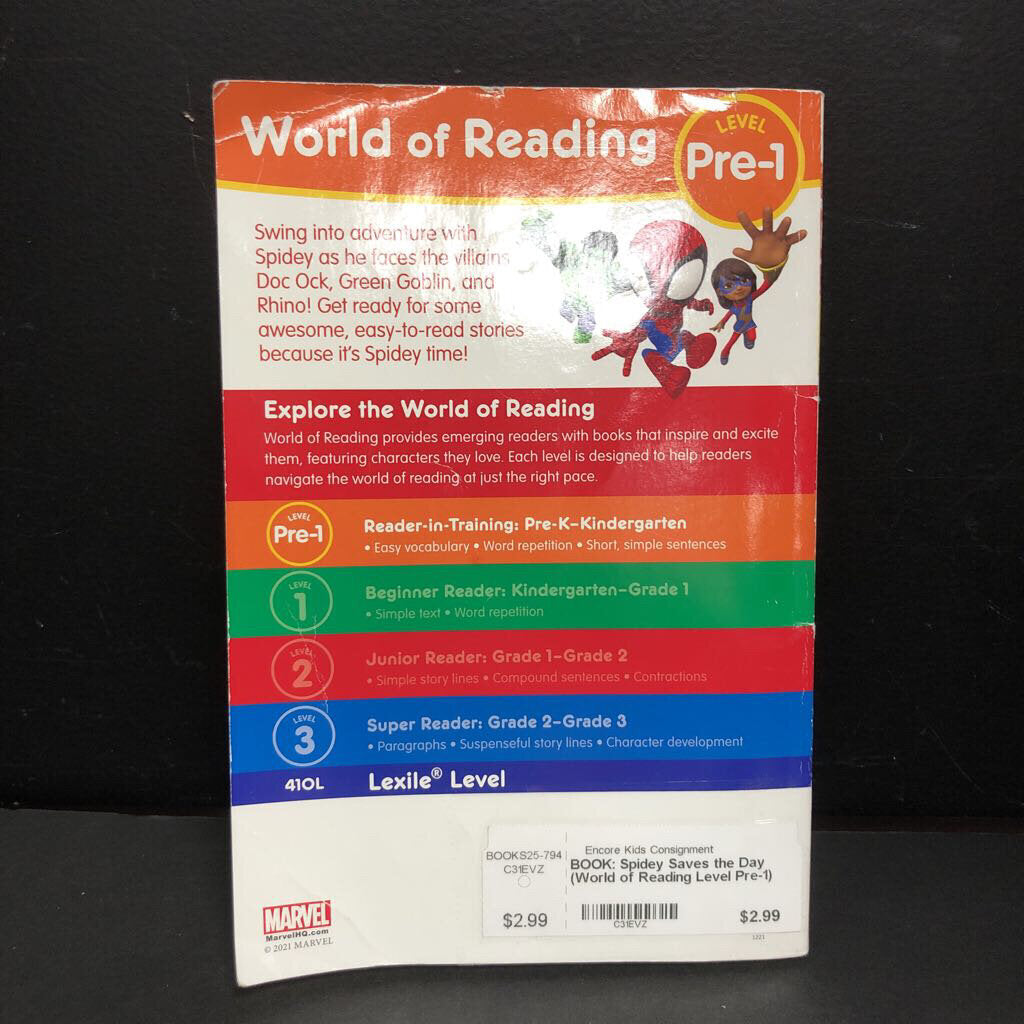 World of Reading
LEVEL
Pre-1
Swing into adventure with
Spidey as he faces the villains
Doc Ock, Green Goblin, and
Rhino! Get ready for some
awesome, easy-to-read stories
because it's Spidey time!
Explore the World of Reading
World of Reading provides emerging readers with books that inspire and excite
them, featuring characters they love. Each level is designed to help readers
navigate the world of reading at just the right pace.
LEVEL
Pre-1
Reader-in-Training: Pre-K–Kindergarten
• Easy vocabulary • Word repetition • Short, simple sentences
LEVEL
1
Beginner Reader: Kindergarten–Grade 1
• Simple text • Word repetition
LEVEL
2
Junior Reader: Grade 1–Grade 2
• Simple story lines • Compound sentences • Contractions
LEVEL
3
Super Reader: Grade 2–Grade 3
• Paragraphs • Suspenseful story lines • Character development
410L Lexile® Level
BOOKS25-794
C31EVZ
$2.99
Encore Kids Consignment
BOOK: Spidey Saves the Day
(World of Reading Level Pre-1)
C31EVZ
$2.99
1221
MARVEL
MarvelHQ.com
© 2021 MARVEL